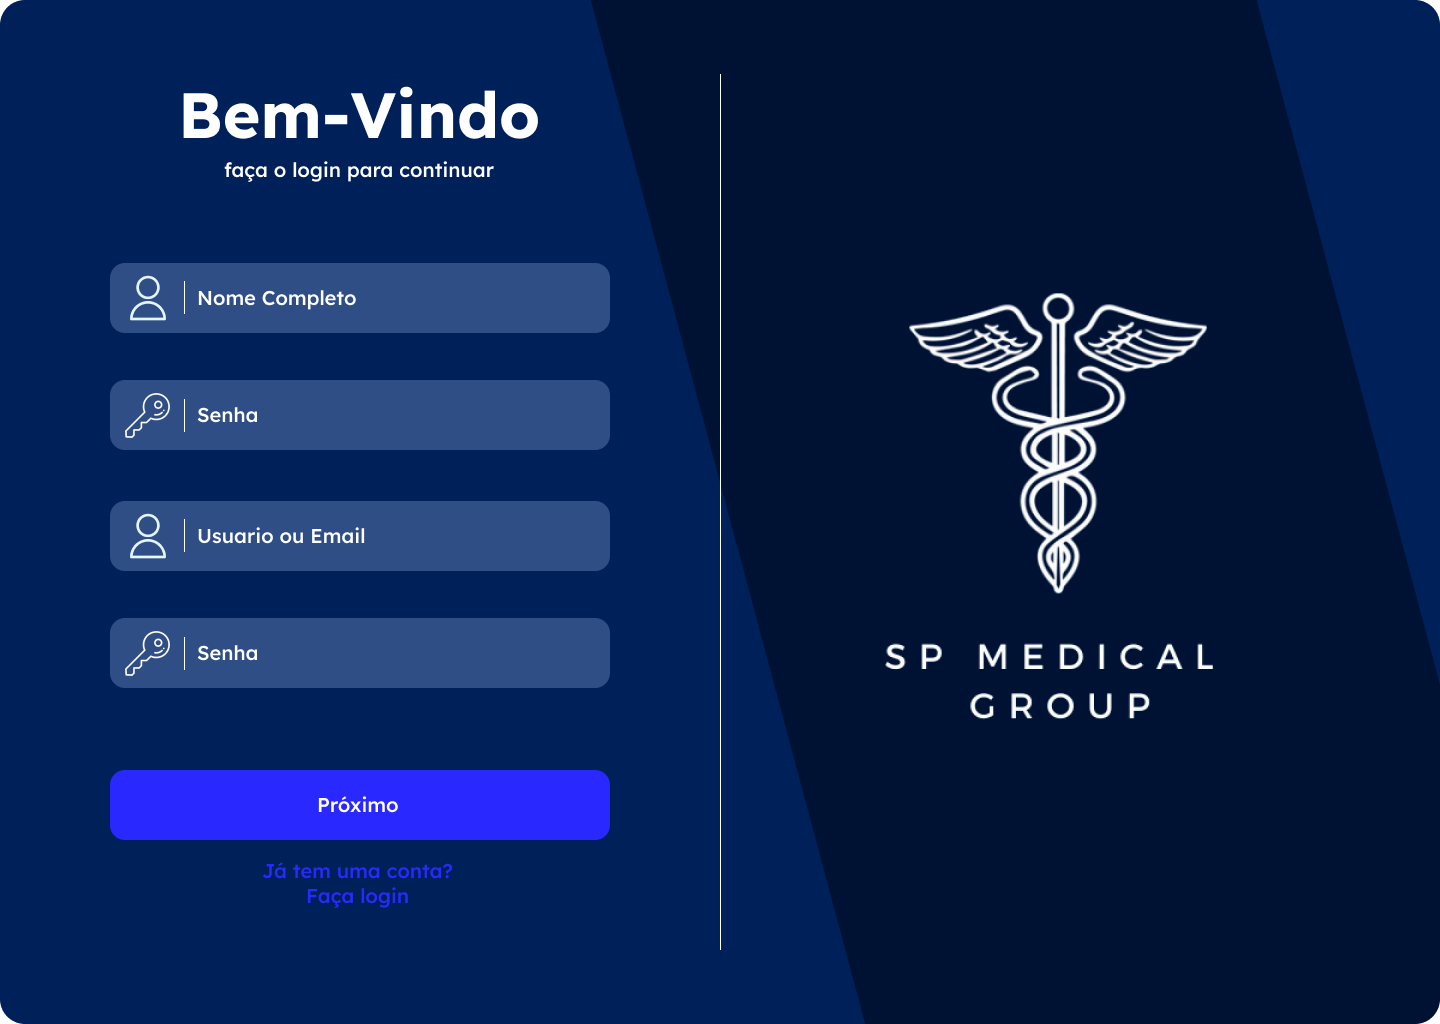 Bem-Vindo
faça o login para continuar
Nome Completo
Senha
Usuario ou Email
Senha
Próximo
Já tem uma conta?
Faça login
SP MEDICAL
GROUP